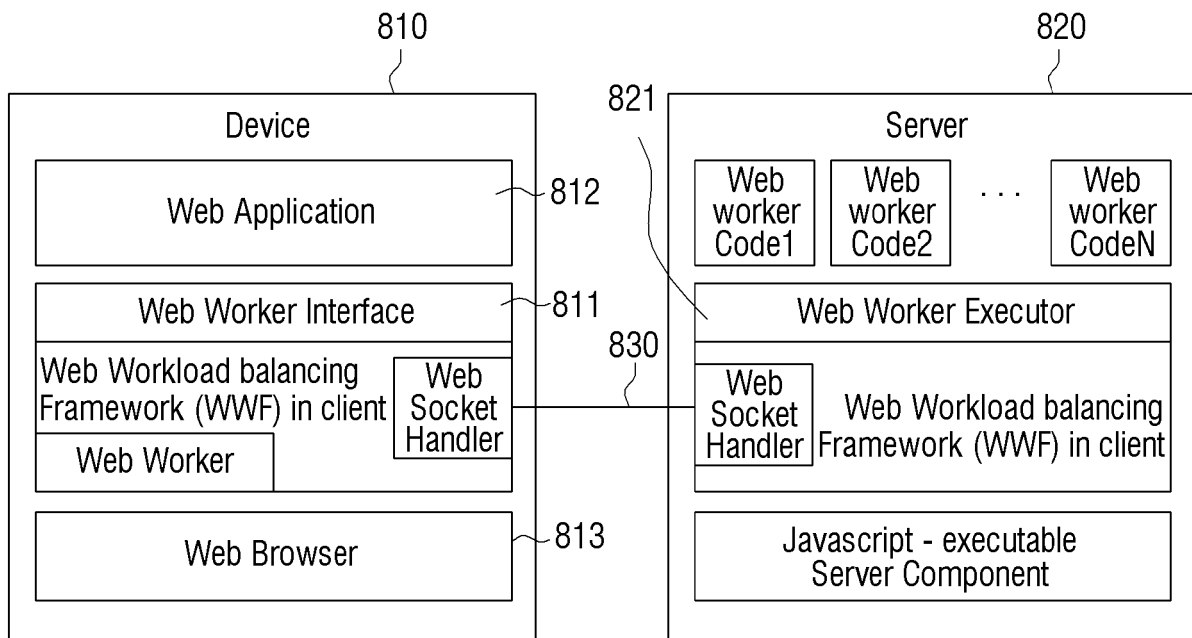 810
820
Device
821
Server
Web Application
812
Web
worker
Code1
Web
worker
Code2
. . .
Web
worker
CodeN
Web Worker Interface
811
Web Worker Executor
Web Workload balancing
Framework (WWF) in client
Web
Socket
Handler
830
Web
Socket
Handler
Web Workload balancing
Framework (WWF) in client
Web Worker
Web Browser
813
Javascript - executable
Server Component